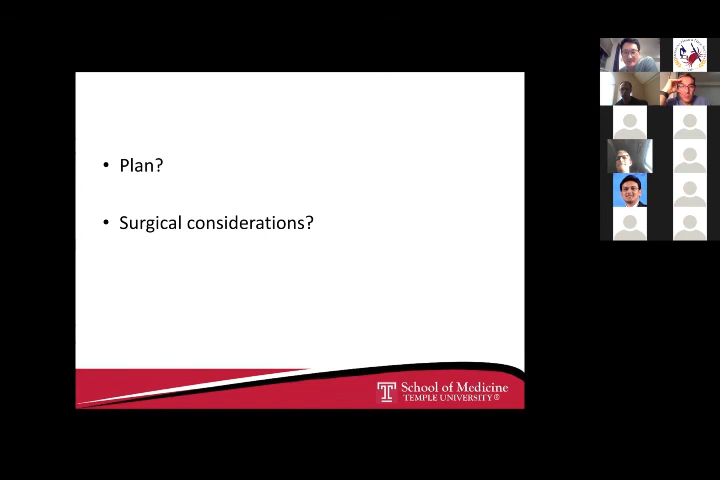 • Plan?
• Surgical considerations?
School of Medicine
TEMPLE UNIVERSITY®